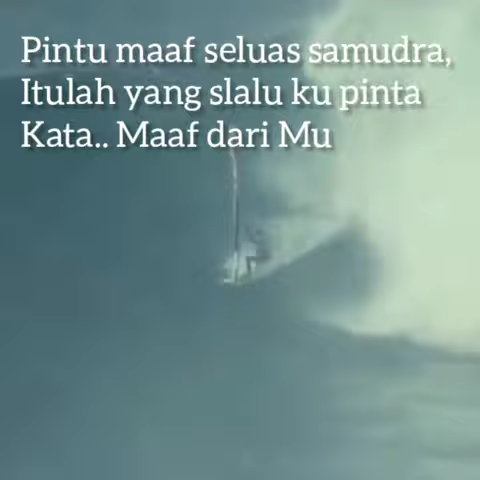 Pintu maaf seluas samudra,
Itulah yang slalu ku pinta
Kata.. Maaf dari Mu